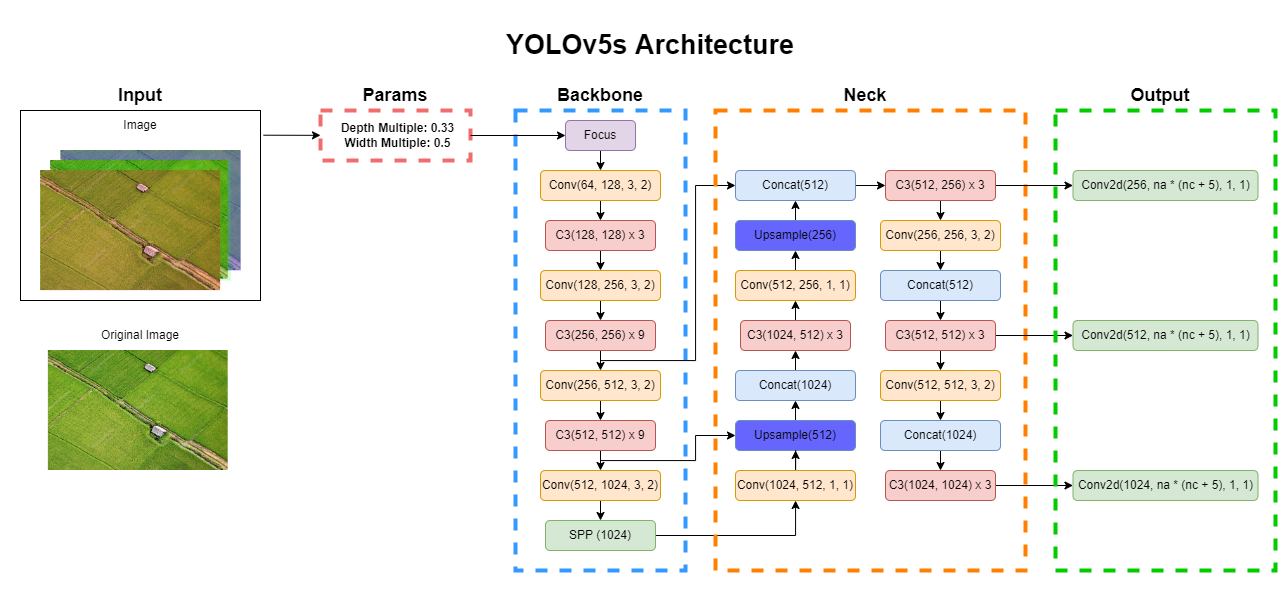 YOLOv5s Architecture
Input
Image
Original Image
Params
Depth Multiple: 0.33
Width Multiple: 0.5
Backbone
Focus
Conv(64, 128, 3, 2)
C3(128, 128) x 3
Conv(128, 256, 3, 2)
C3(256, 256) x 9
Conv(256, 512, 3, 2)
C3(512, 512) x 9
Conv(512, 1024, 3, 2)
SPP (1024)
Neck
Concat(512)
Upsample(256)
Conv(512, 256, 1, 1)
C3(1024, 512) x 3
Concat(1024)
Upsample(512)
Conv(1024, 512, 1, 1)
C3(512, 256) x 3
Conv(256, 256, 3, 2)
Concat(512)
C3(512, 512) x 3
Conv(512, 512, 3, 2)
Concat(1024)
C3(1024, 1024) x 3
Output
Conv2d(256, na * (nc + 5), 1, 1)
Conv2d(512, na * (nc + 5), 1, 1)
Conv2d(1024, na * (nc + 5), 1, 1)